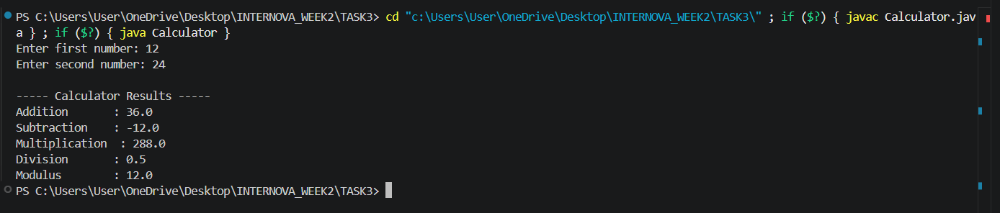 PS C:\Users\User\OneDrive\Desktop\INTERNOVA_WEEK2\TASK3> cd "c:\Users\User\OneDrive\Desktop\INTERNOVA_WEEK2\TASK3\" ; if ($?) { javac Calculator.jav
a } ; if ($?) { java Calculator }
Enter first number: 12
Enter second number: 24

----- Calculator Results -----
Addition       : 36.0
Subtraction    : -12.0
Multiplication  : 288.0
Division       : 0.5
Modulus        : 12.0
PS C:\Users\User\OneDrive\Desktop\INTERNOVA_WEEK2\TASK3>